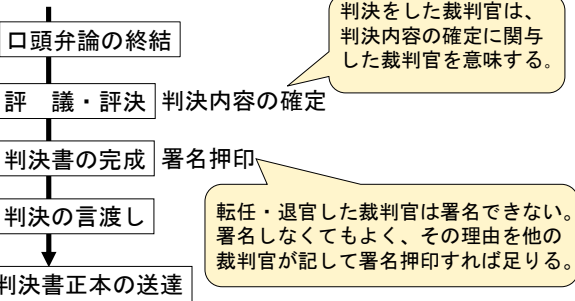 判決をした裁判官は、
判決内容の確定に関与
した裁判官を意味する。
口頭弁論の終結
評　議・評決 判決内容の確定
判決書の完成 署名押印
転任・退官した裁判官は署名できない。
署名しなくてもよく、その理由を他の
裁判官が記して署名押印すれば足りる。
判決の言渡し
判決書正本の送達